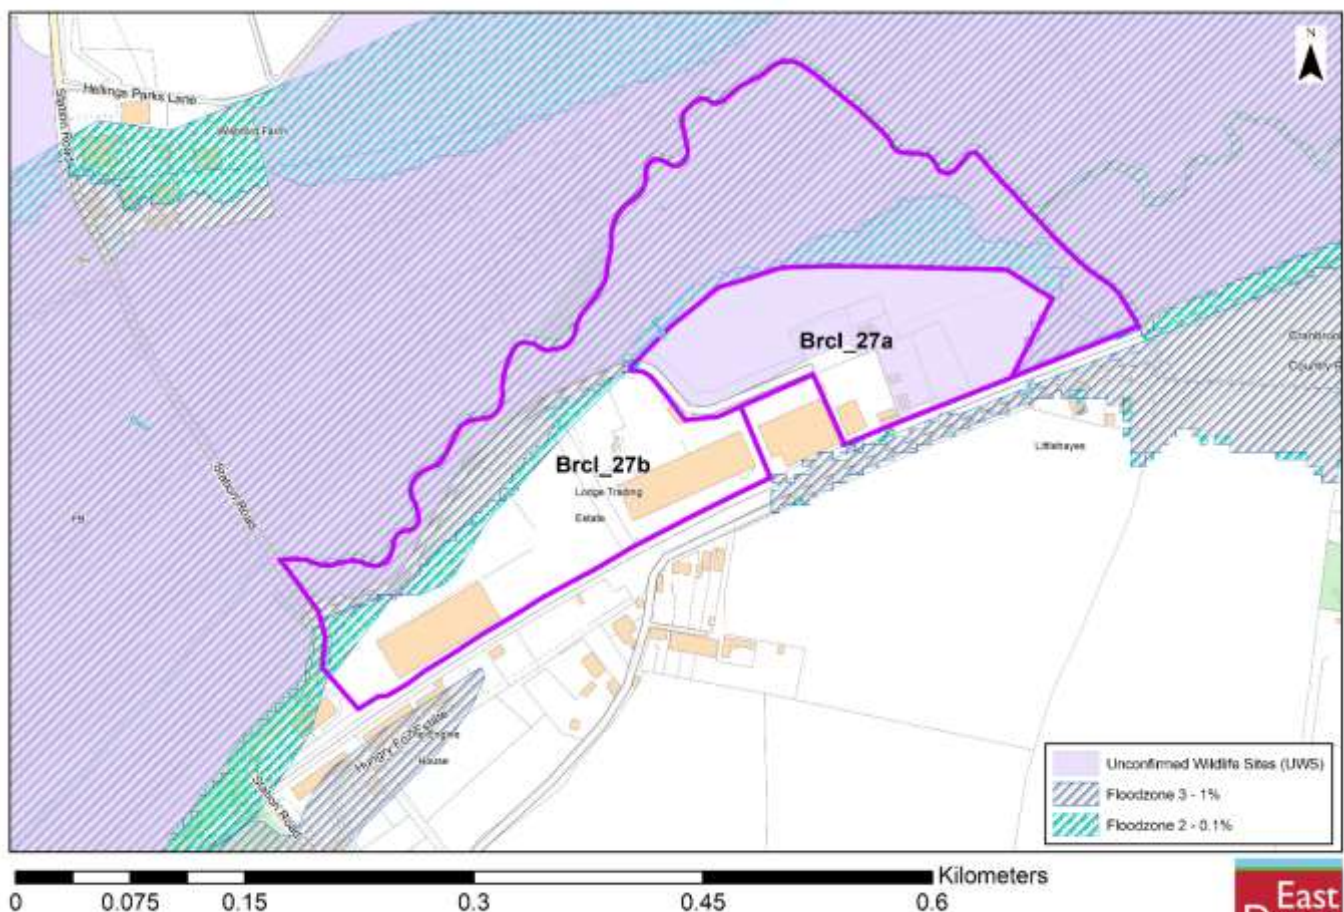 N
Hellings Parks Lane
Station Road
Brcl_27a
Brcl_27b
Lodge Trading
Estate
Littlehayes
Station Road
Hungry Fox Estate
House
Station Road
Unconfirmed Wildlife Sites (UWS)
Floodzone 3 - 1%
Floodzone 2 - 0.1%
Kilometers
0 0.075 0.15 0.3 0.45 0.6
East